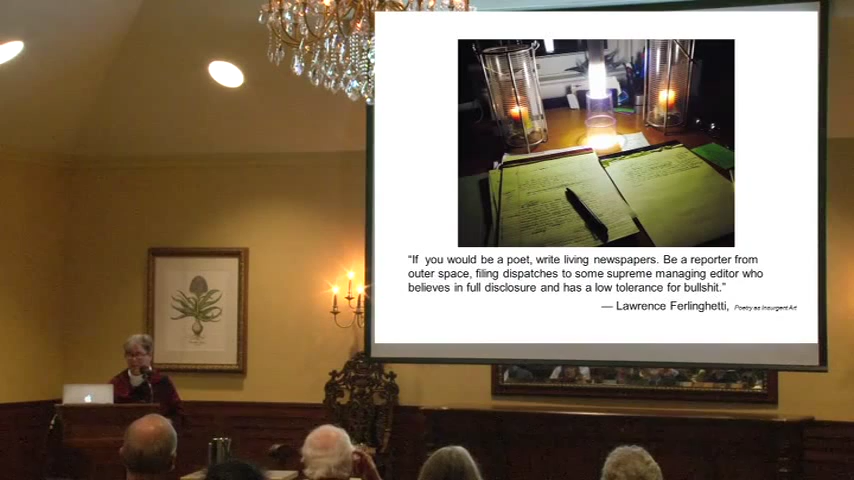 “If you would be a poet, write living newspapers. Be a reporter from
outer space, filing dispatches to some supreme managing editor who
believes in full disclosure and has a low tolerance for bullshit.”
— Lawrence Ferlinghetti, Poetry as Insurgent Art